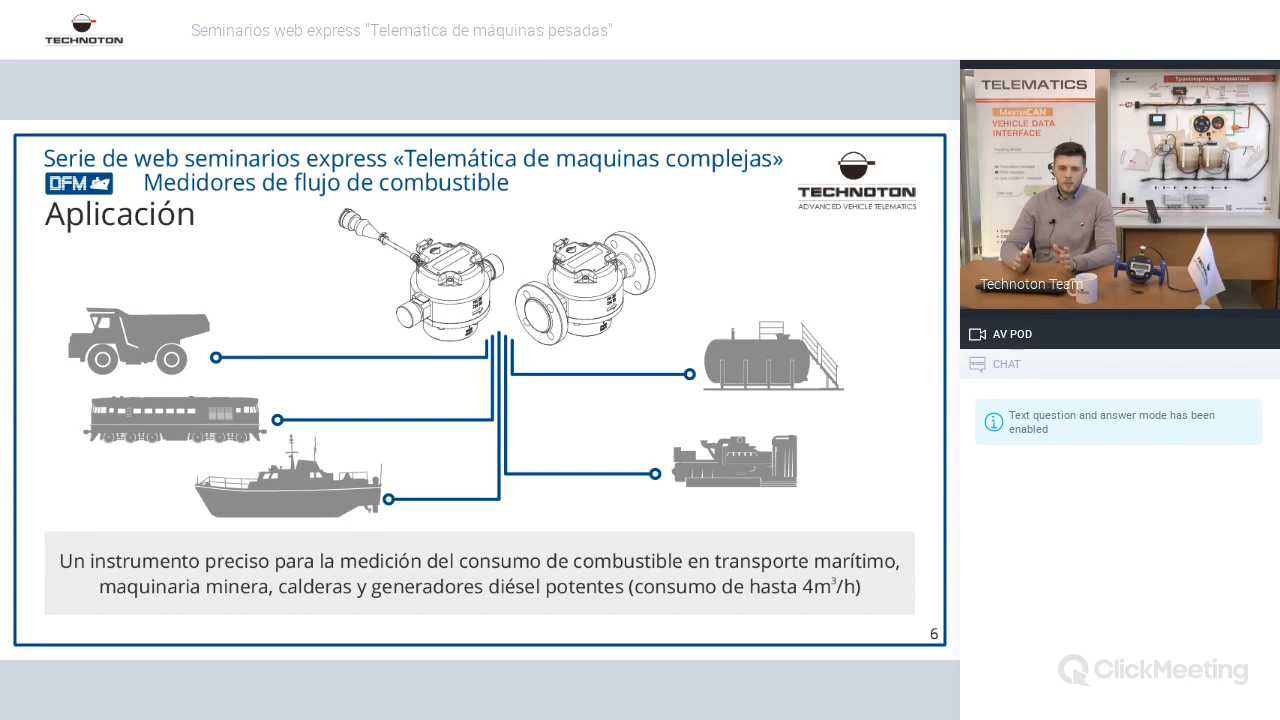 TECHNOTON
Seminarios web express "Telemática de máquinas pesadas"
Serie de web seminarios express «Telemática de maquinas complejas»
DFM Medidores de flujo de combustible
Aplicación
TECHNOTON
ADVANCED VEHICLE TELEMATICS
Un instrumento preciso para la medición del consumo de combustible en transporte marítimo,
maquinaria minera, calderas y generadores diésel potentes (consumo de hasta 4m³/h)
6
TELEMATICS
MasterCAN
VEHICLE DATA
INTERFACE
Транспортная телематика
Technoton Team
AV POD
CHAT
Text question and answer mode has been
enabled
ClickMeeting